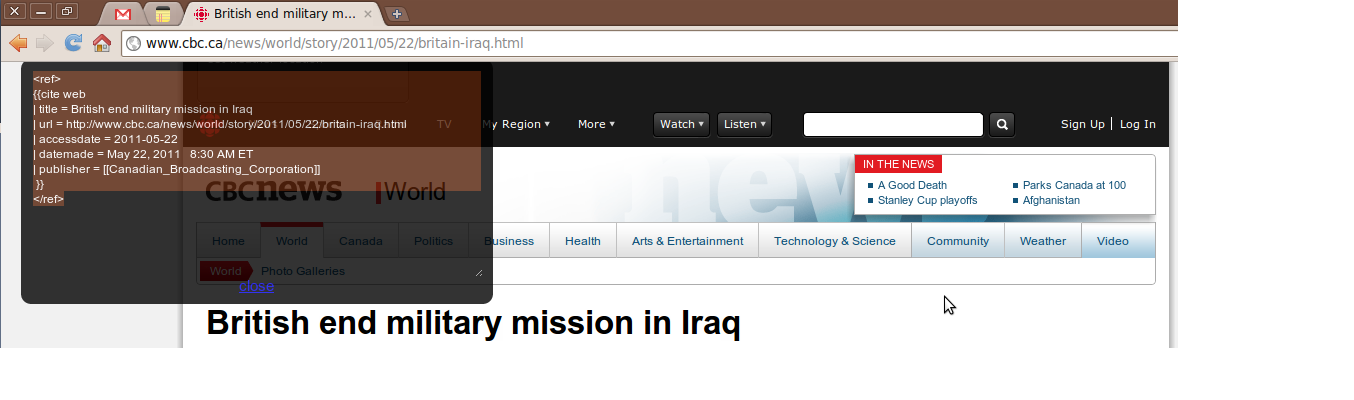 British end military m...
www.cbc.ca/news/world/story/2011/05/22/britain-iraq.html
<ref>
{{cite web
| title = British end military mission in Iraq
| url = http://www.cbc.ca/news/world/story/2011/05/22/britain-iraq.html
| accessdate = 2011-05-22
| datemade = May 22, 2011 8:30 AM ET
| publisher = [[Canadian_Broadcasting_Corporation]]
}}
</ref>
close
TV My Region More Watch Listen Sign Up Log In
CBCnews World
IN THE NEWS
A Good Death Parks Canada at 100
Stanley Cup playoffs Afghanistan
Home World Canada Politics Business Health Arts & Entertainment Technology & Science Community Weather Video
World Photo Galleries
British end military mission in Iraq